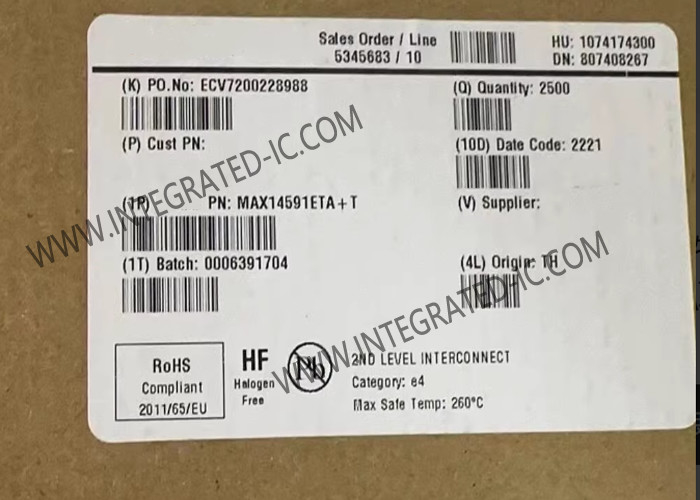 Sales Order / Line
5345683 / 10
HU: 1074174300
DN: 807408267
(K) PO.No: ECV7200228988
(Q) Quantity: 2500
(P) Cust PN:
(10D) Date Code: 2221
(1P) PN: MAX14591ETA+T
(V) Supplier:
(1T) Batch: 0006391704
(4L) Origin: TH
RoHS
Compliant
2011/65/EU
HF
Halogen
Free
Pb
2ND LEVEL INTERCONNECT
Category: e4
Max Safe Temp: 260°C
WWW.INTEGRATED-IC.COM
WWW.INTEGRATED-IC.COM